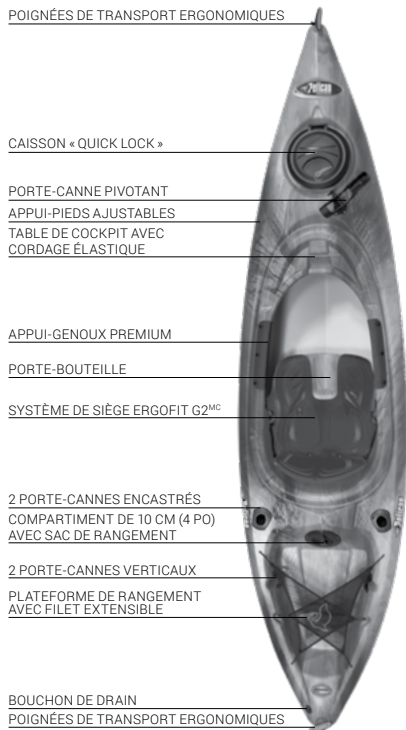 POIGNÉES DE TRANSPORT ERGONOMIQUES
Pelican
CAISSON « QUICK LOCK »
PORTE-CANNE PIVOTANT
APPUI-PIEDS AJUSTABLES
TABLE DE COCKPIT AVEC
CORDAGE ÉLASTIQUE
APPUI-GENOUX PREMIUM
PORTE-BOUTEILLE
SYSTÈME DE SIÈGE ERGOFIT G2ᴹᶜ
2 PORTE-CANNES ENCASTRÉS
COMPARTIMENT DE 10 CM (4 PO)
AVEC SAC DE RANGEMENT
2 PORTE-CANNES VERTICAUX
PLATEFORME DE RANGEMENT
AVEC FILET EXTENSIBLE
BOUCHON DE DRAIN
POIGNÉES DE TRANSPORT ERGONOMIQUES